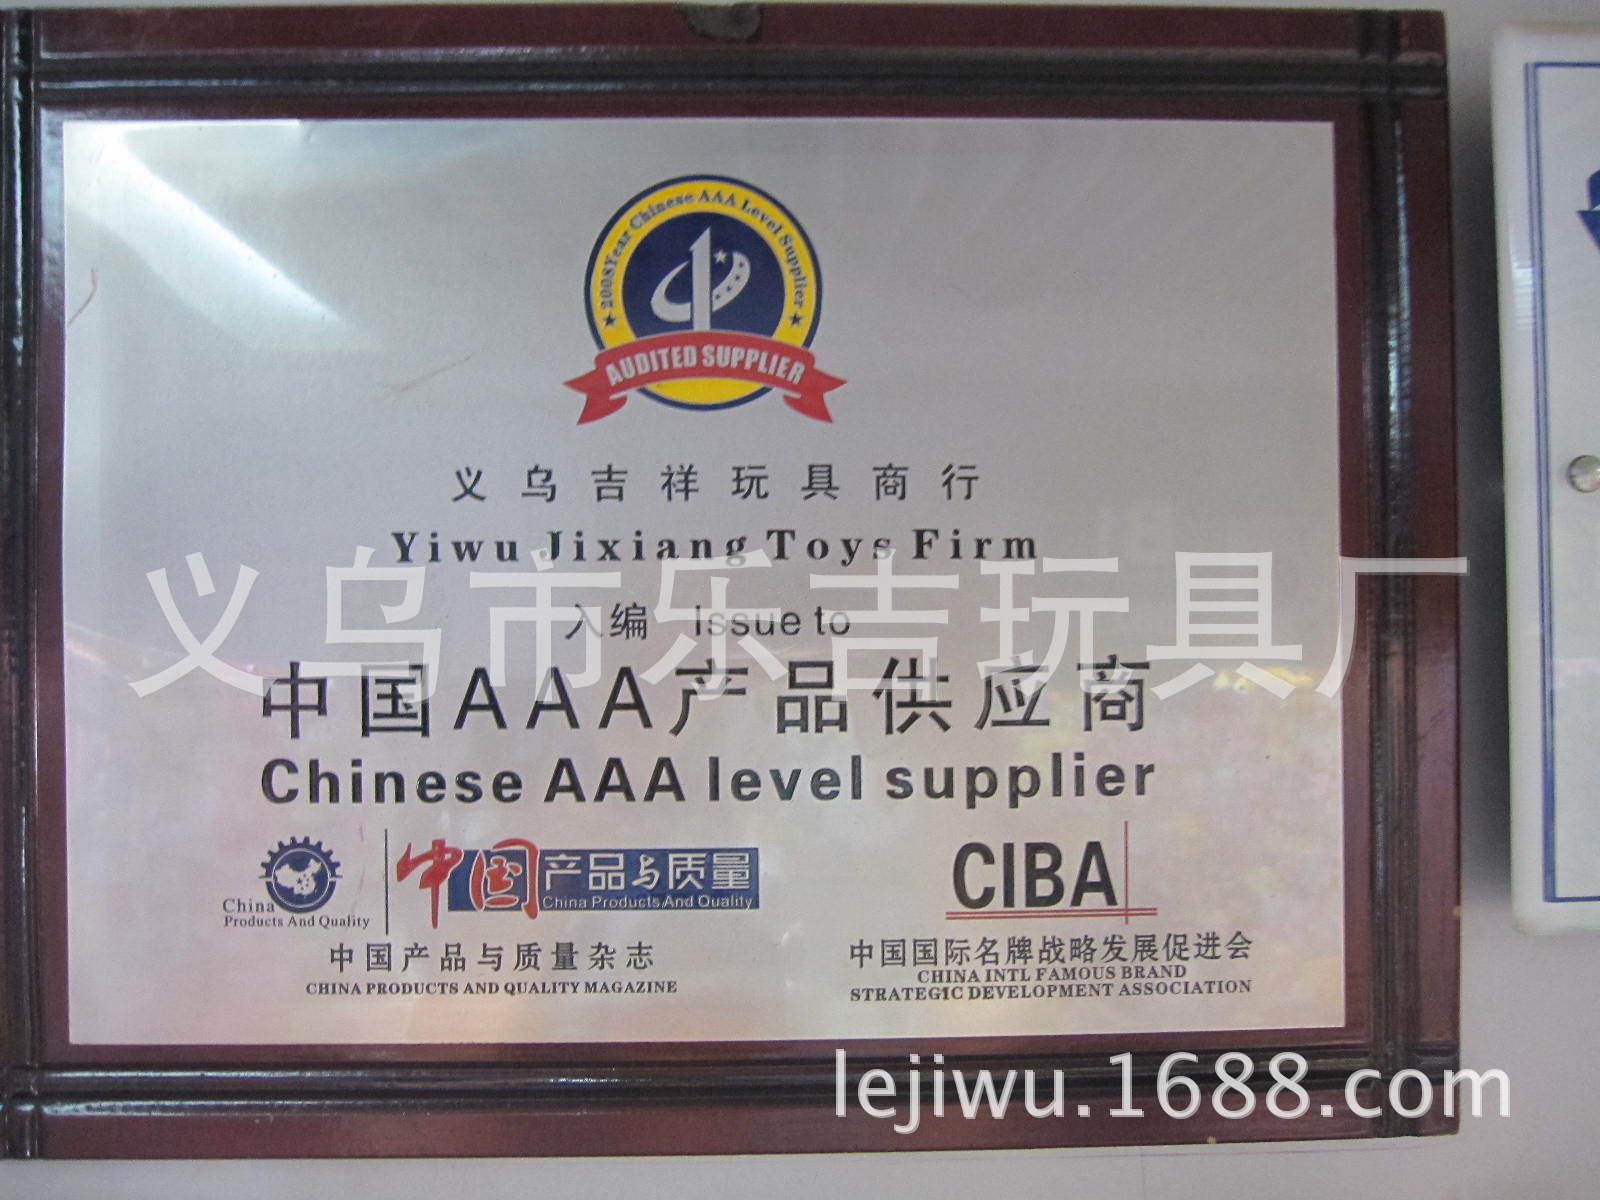 ★2008Year Chinese AAA Level Supplier★
AUDITED SUPPLIER
义乌吉祥玩具商行
Yiwu Jixiang Toys Firm
义乌市乐吉玩具厂
入编 Issue to
中国AAA产品供应商
Chinese AAA level supplier
China
Products And Quality
中国产品与质量
China Products And Quality
CIBA
中国产品与质量杂志
CHINA PRODUCTS AND QUALITY MAGAZINE
中国国际名牌战略发展促进会
CHINA INTL FAMOUS BRAND
STRATEGIC DEVELOPMENT ASSOCIATION
lejiwu.1688.com